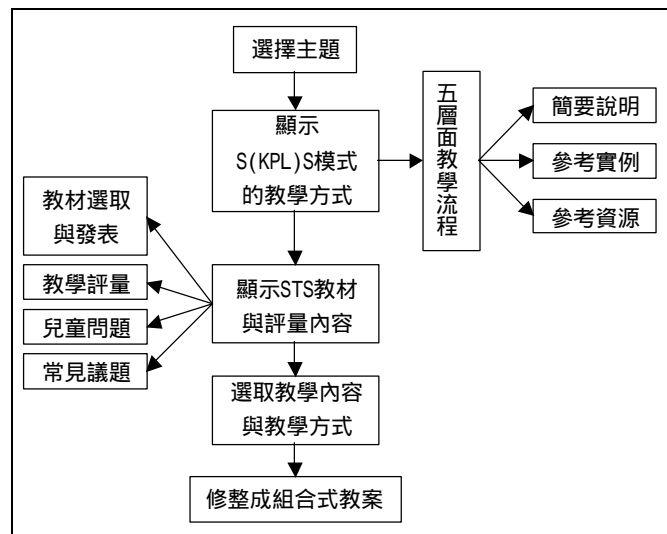 選擇主題
顯示
S(KPL)S模式
的教學方式
五層面教學流程
簡要說明
參考實例
參考資源
教材選取
與發表
教學評量
兒童問題
常見議題
顯示STS教材
與評量內容
選取教學內容
與教學方式
修整成組合式教案